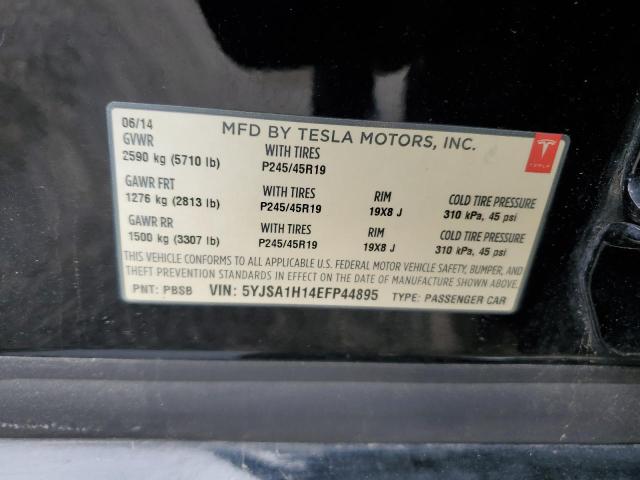 06/14
MFD BY TESLA MOTORS, INC.
GVWR
2590 kg (5710 lb) WITH TIRES P245/45R19
GAWR FRT
1276 kg (2813 lb) WITH TIRES P245/45R19 RIM 19X8 J COLD TIRE PRESSURE 310 kPa, 45 psi
GAWR RR
1500 kg (3307 lb) WITH TIRES P245/45R19 RIM 19X8 J COLD TIRE PRESSURE 310 kPa, 45 psi
THIS VEHICLE CONFORMS TO ALL APPLICABLE U.S. FEDERAL MOTOR VEHICLE SAFETY, BUMPER, AND
THEFT PREVENTION STANDARDS IN EFFECT ON THE DATE OF MANUFACTURE SHOWN ABOVE.
PNT: PBSB VIN: 5YJSA1H14EFP44895 TYPE: PASSENGER CAR
TESLA